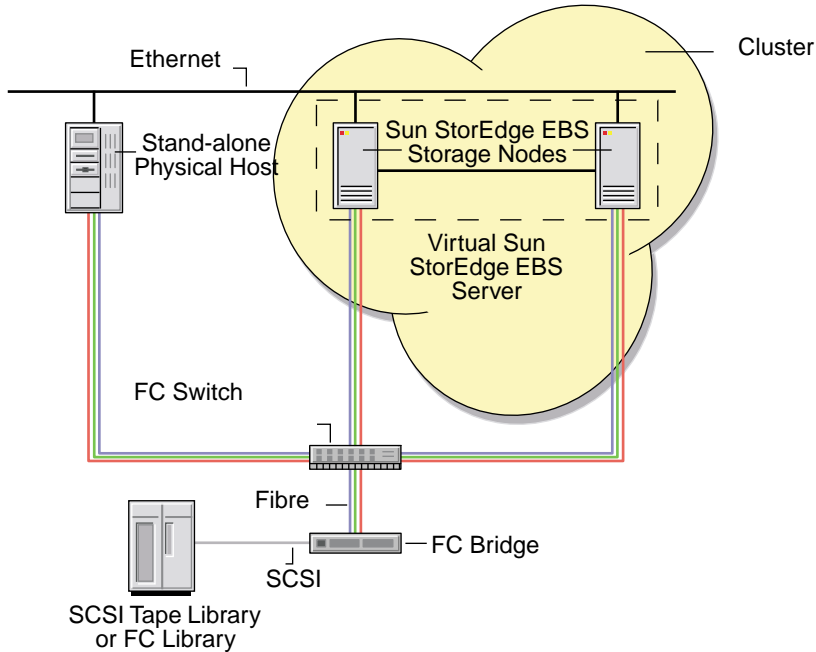 Ethernet
Cluster
Stand-alone
Physical Host
Sun StorEdge EBS
Storage Nodes
Virtual Sun
StorEdge EBS
Server
FC Switch
Fibre
FC Bridge
SCSI
SCSI Tape Library
or FC Library